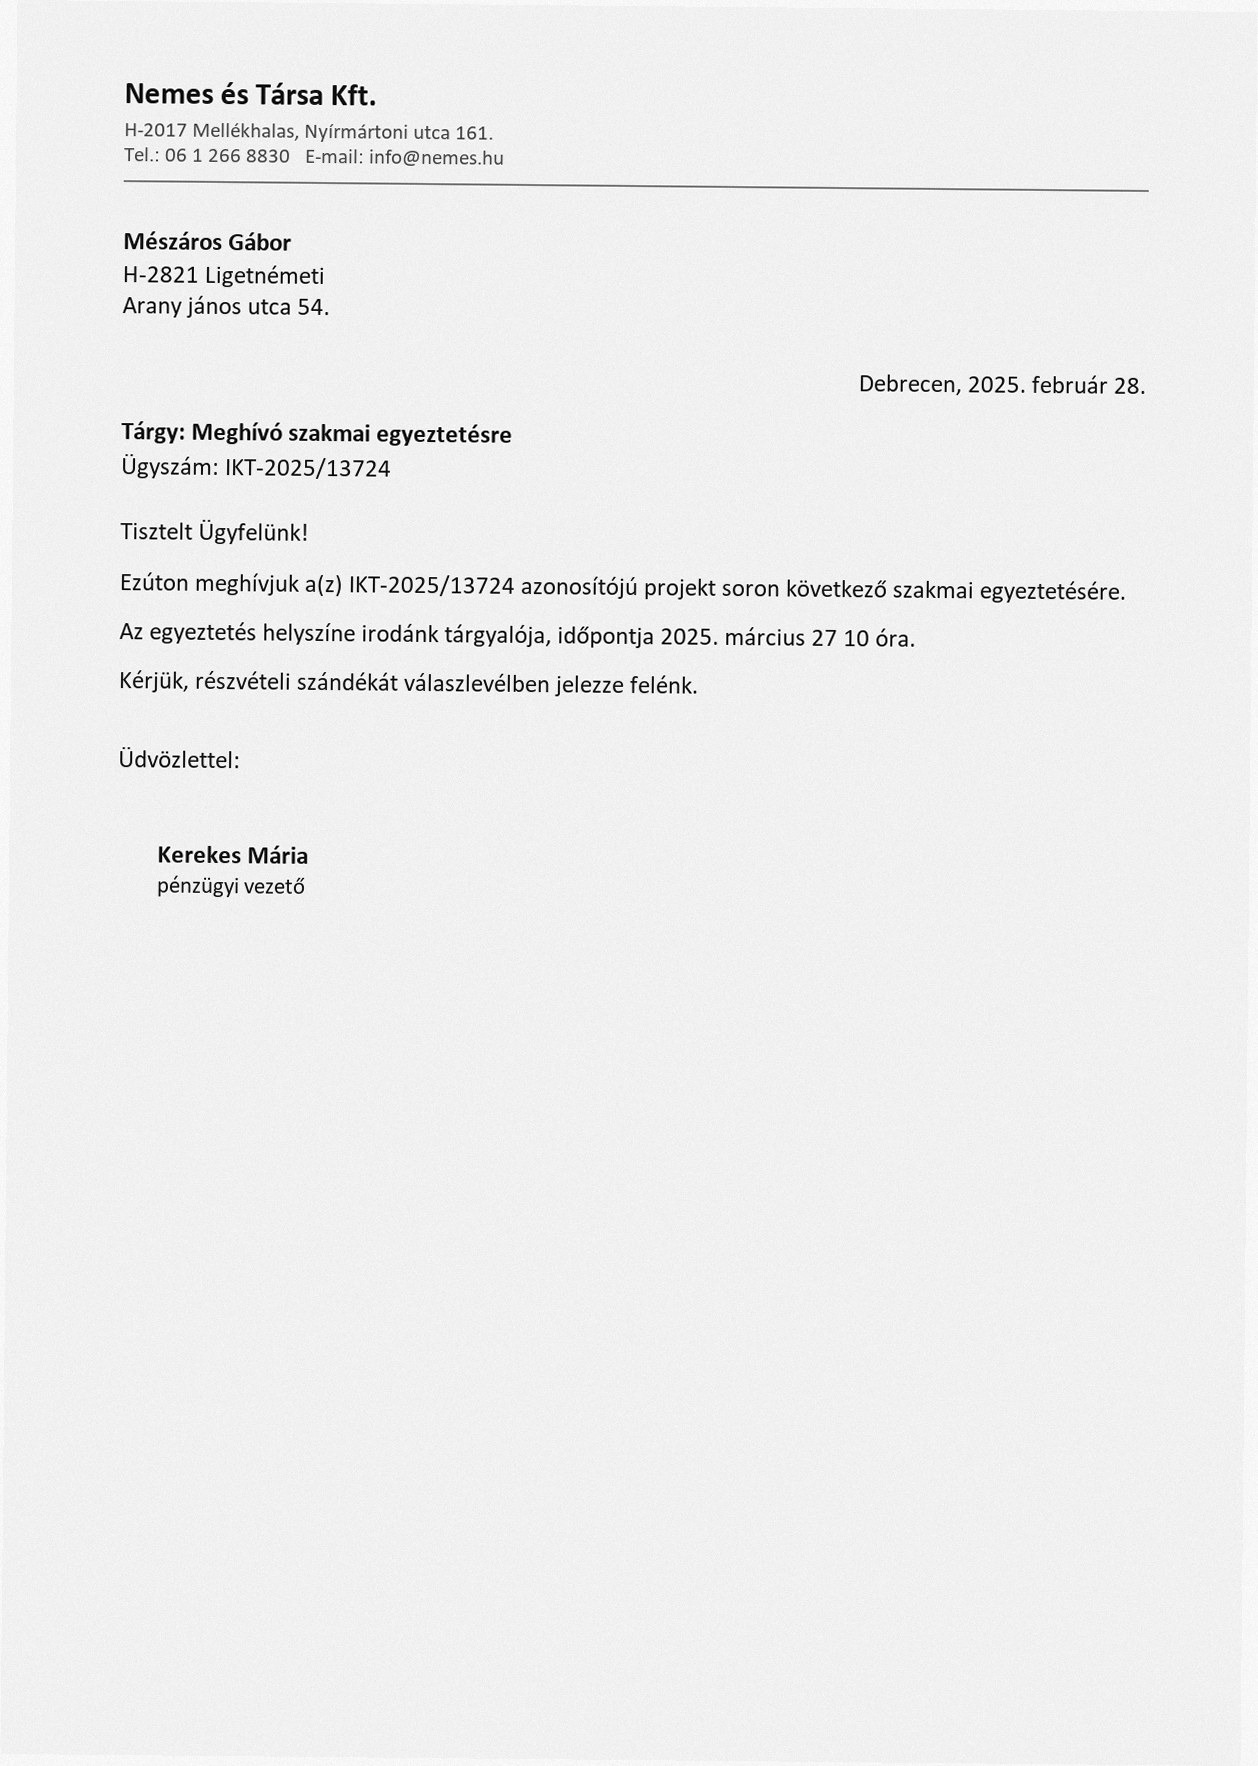 Nemes és Társa Kft.
H-2017 Mellékhalas, Nyírmártoni utca 161.
Tel.: 06 1 266 8830 E-mail: info@nemes.hu
Mészáros Gábor
H-2821 Ligetnémeti
Arany jános utca 54.
Debrecen, 2025. február 28.
Tárgy: Meghívó szakmai egyeztetésre
Ügyszám: IKT-2025/13724
Tisztelt Ügyfelünk!
Ezúton meghívjuk a(z) IKT-2025/13724 azonosítójú projekt soron következő szakmai egyeztetésére.
Az egyeztetés helyszíne irodánk tárgyalója, időpontja 2025. március 27 10 óra.
Kérjük, részvételi szándékát válaszlevélben jelezze felénk.
Üdvözlettel:
Kerekes Mária
pénzügyi vezető